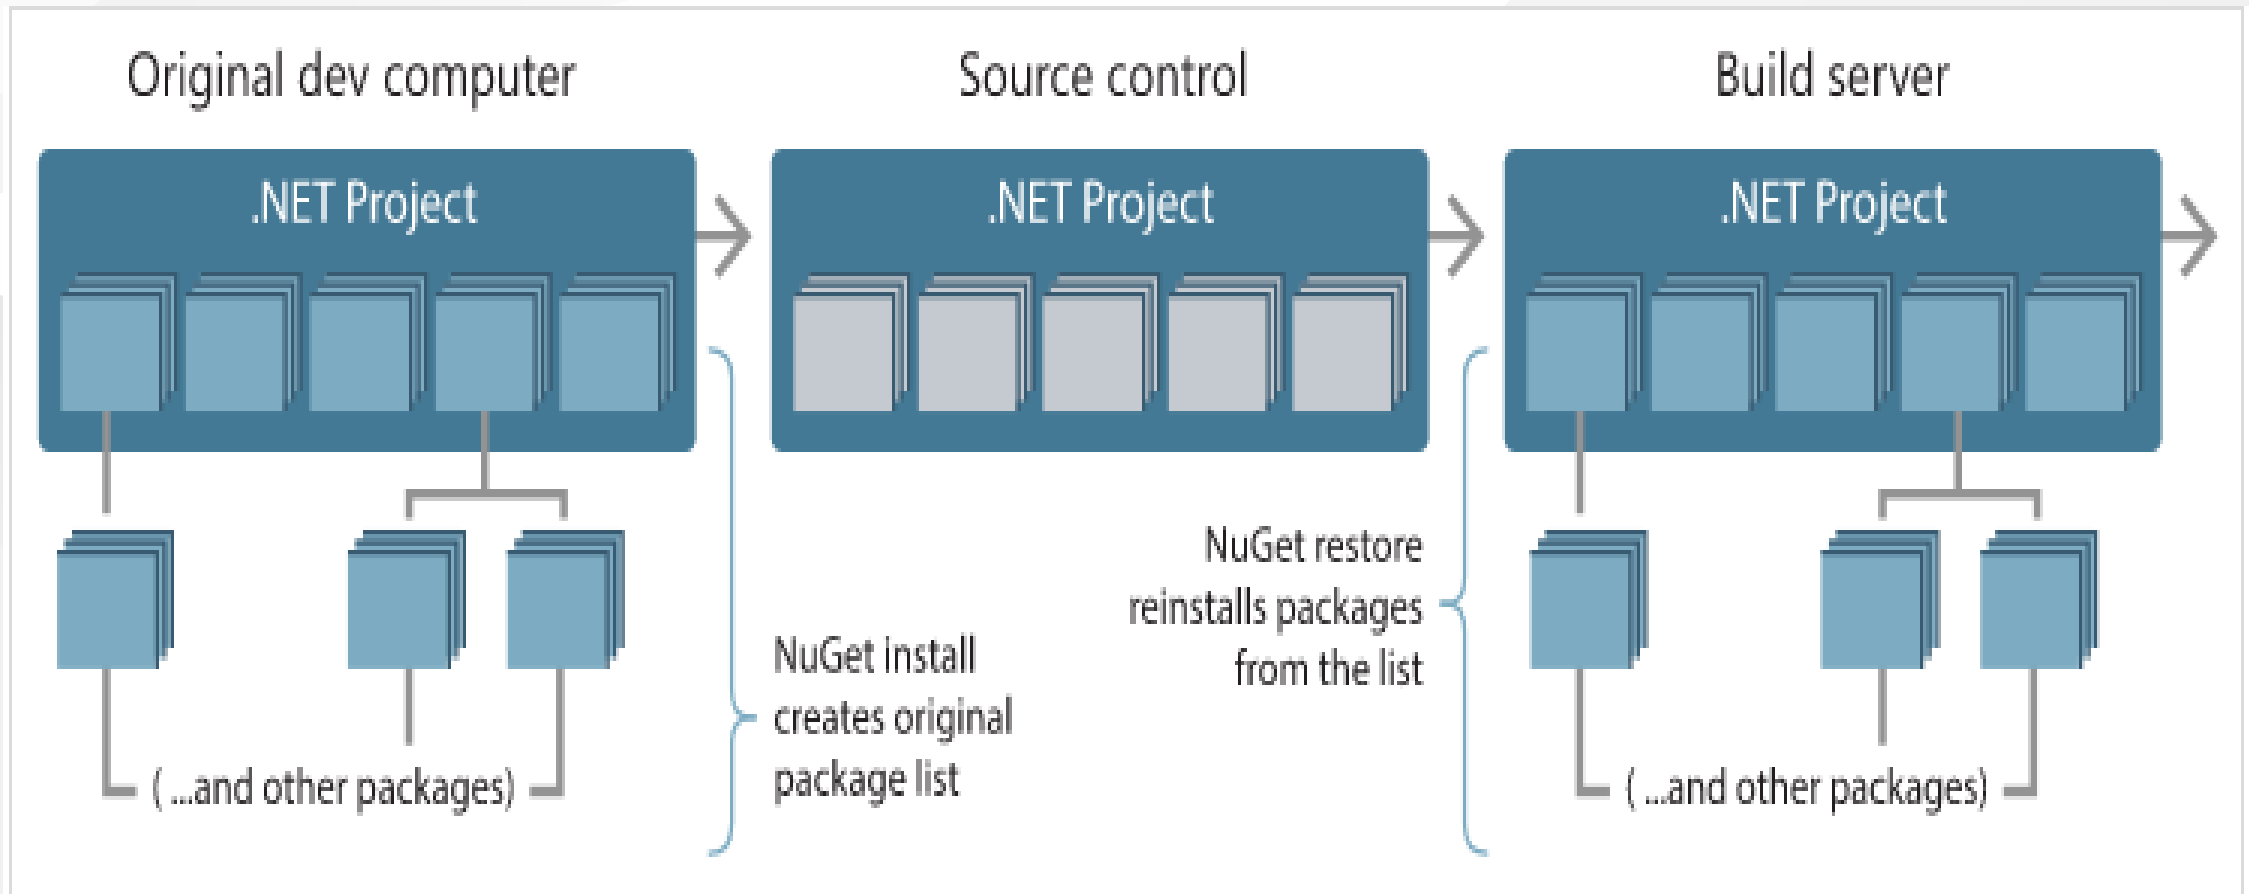 Original dev computer
Source control
Build server
.NET Project
.NET Project
.NET Project
NuGet install
creates original
package list
NuGet restore
reinstalls packages
from the list
( ...and other packages)
( ...and other packages)